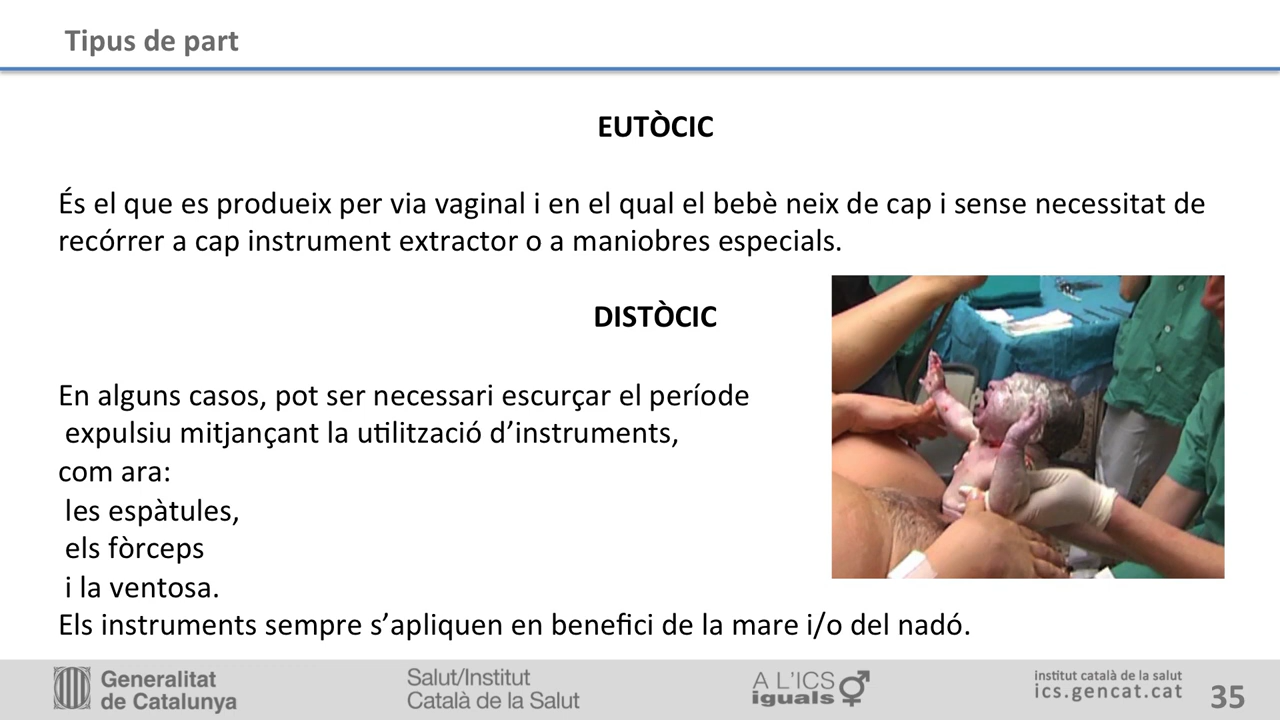 Tipus de part
EUTÒCIC
És el que es produeix per via vaginal i en el qual el bebè neix de cap i sense necessitat de
recórrer a cap instrument extractor o a maniobres especials.
DISTÒCIC
En alguns casos, pot ser necessari escurçar el període
expulsiu mitjançant la utilització d’instruments,
com ara:
les espàtules,
els fòrceps
i la ventosa.
Els instruments sempre s’apliquen en benefici de la mare i/o del nadó.
Generalitat
de Catalunya
Salut/Institut
Català de la Salut
A L'ICS
iguals
institut català de la salut
ics.gencat.cat
35